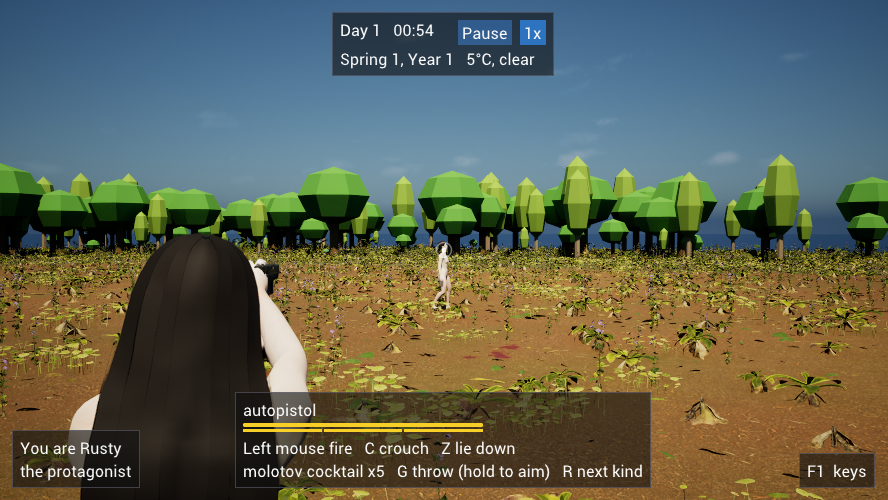 Day 1 00:54 Pause 1x
Spring 1, Year 1 5°C, clear
autopistol
Left mouse fire C crouch Z lie down
molotov cocktail x5 G throw (hold to aim) R next kind
You are Rusty
the protagonist
F1 keys